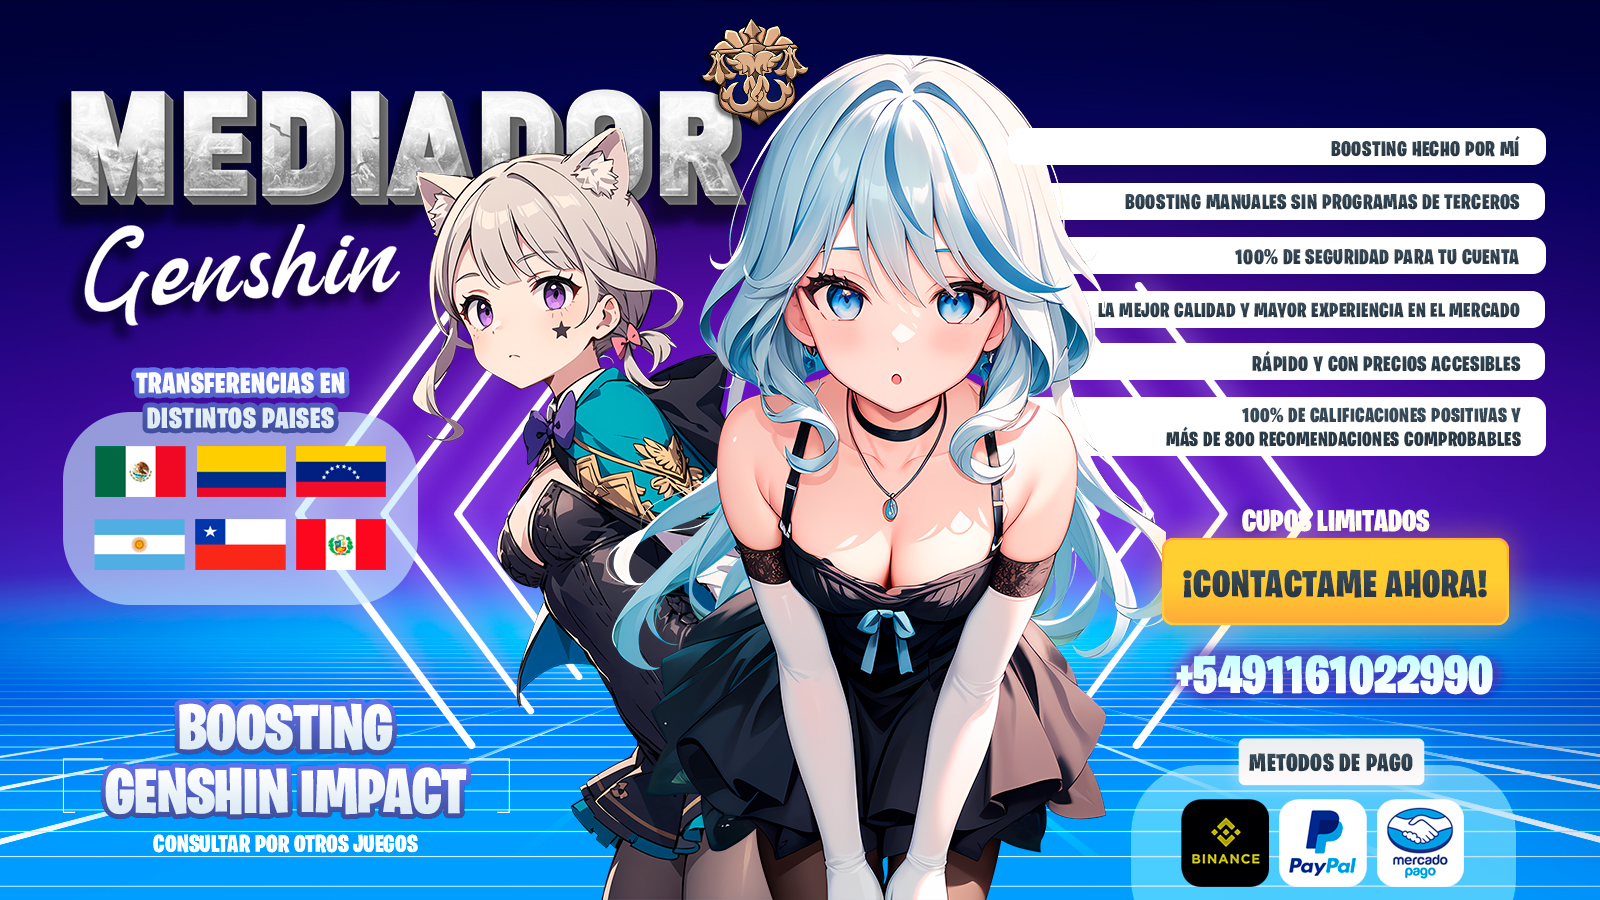 MEDIADOR
Genshin
TRANSFERENCIAS EN
DISTINTOS PAISES
BOOSTING
GENSHIN IMPACT
CONSULTAR POR OTROS JUEGOS
BOOSTING HECHO POR MÍ
BOOSTING MANUALES SIN PROGRAMAS DE TERCEROS
100% DE SEGURIDAD PARA TU CUENTA
LA MEJOR CALIDAD Y MAYOR EXPERIENCIA EN EL MERCADO
RÁPIDO Y CON PRECIOS ACCESIBLES
100% DE CALIFICACIONES POSITIVAS Y
MÁS DE 800 RECOMENDACIONES COMPROBABLES
CUPOS LIMITADOS
¡CONTACTAME AHORA!
+5491161022990
METODOS DE PAGO
BINANCE
PayPal
mercado
pago